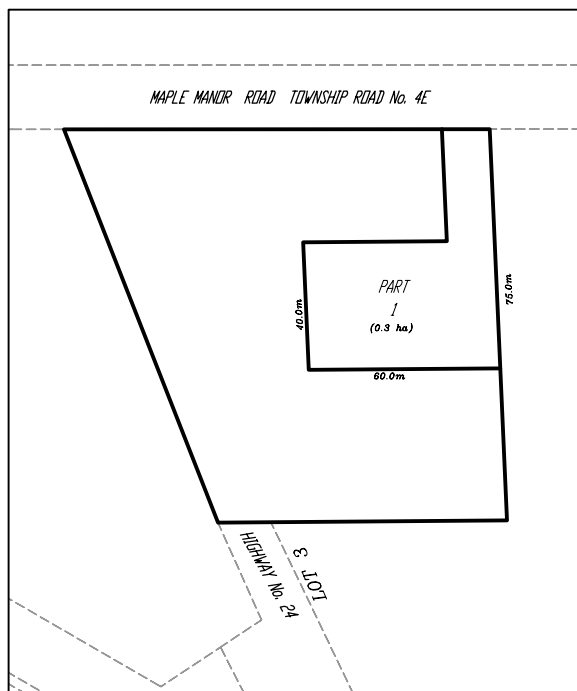 MAPLE MANOR ROAD TOWNSHIP ROAD No. 4E
PART
1
(0.3 ha)
40.0m
75.0m
60.0m
HIGHWAY No. 24
LOT 3